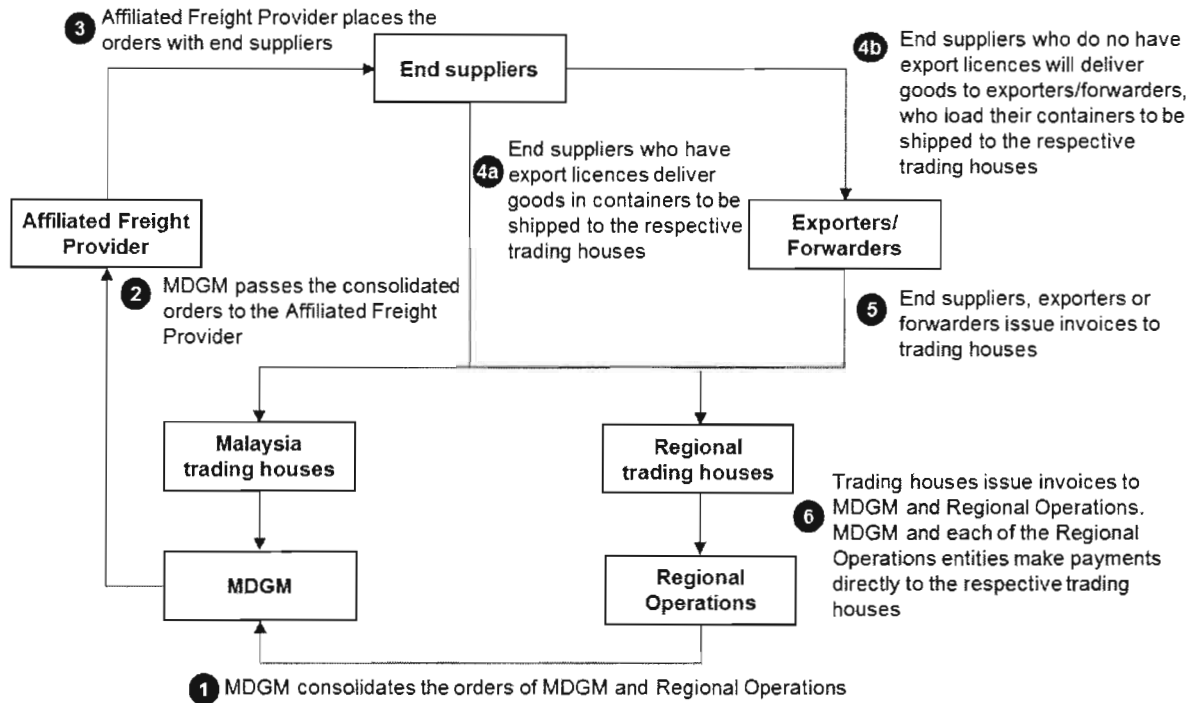 3
Affiliated Freight Provider places the
orders with end suppliers
End suppliers
4b
End suppliers who do no have
export licences will deliver
goods to exporters/forwarders,
who load their containers to be
shipped to the respective
trading houses
4a
End suppliers who have
export licences deliver
goods in containers to be
shipped to the respective
trading houses
Affiliated Freight
Provider
Exporters/
Forwarders
2
MDGM passes the consolidated
orders to the Affiliated Freight
Provider
5
End suppliers, exporters or
forwarders issue invoices to
trading houses
Malaysia
trading houses
Regional
trading houses
6
Trading houses issue invoices to
MDGM and Regional Operations.
MDGM and each of the Regional
Operations entities make payments
directly to the respective trading
houses
MDGM
Regional
Operations
1
MDGM consolidates the orders of MDGM and Regional Operations